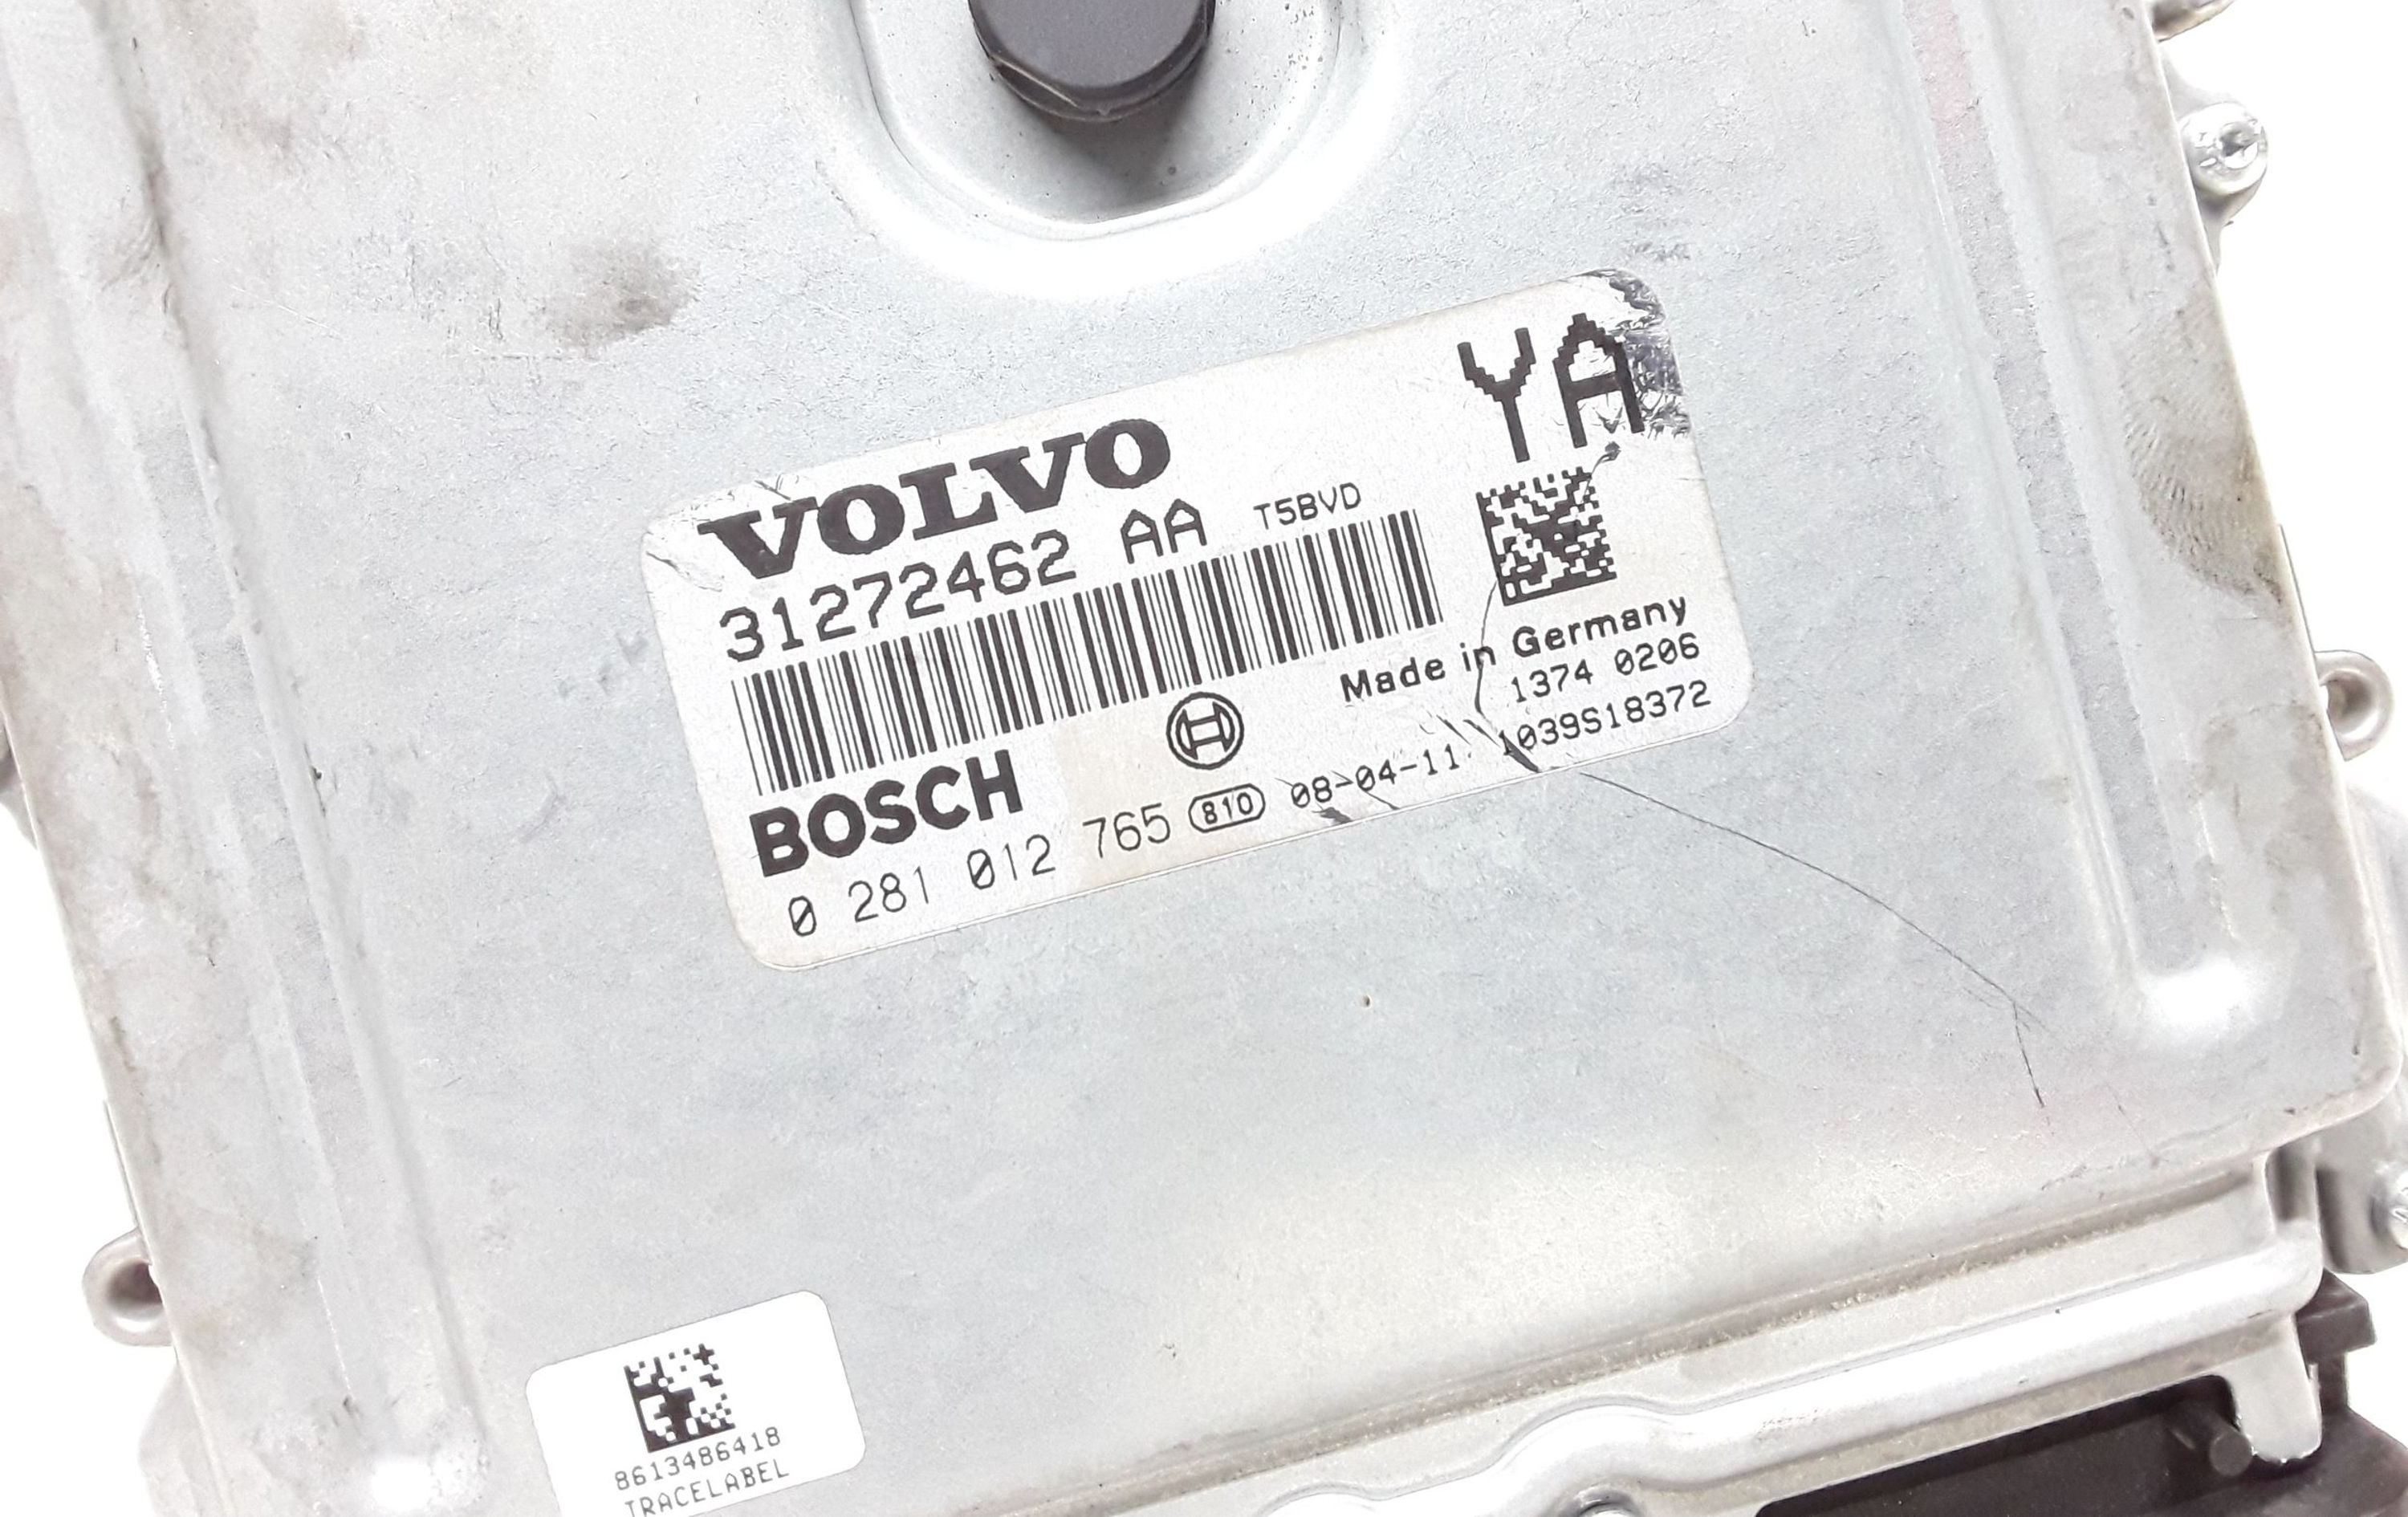 YA
VOLVO
31272462 AA T5BVD
Made in Germany
1374 0206
1039S18372
BOSCH
0 281 012 765 810 08-04-11
8613486418
TRACELABEL